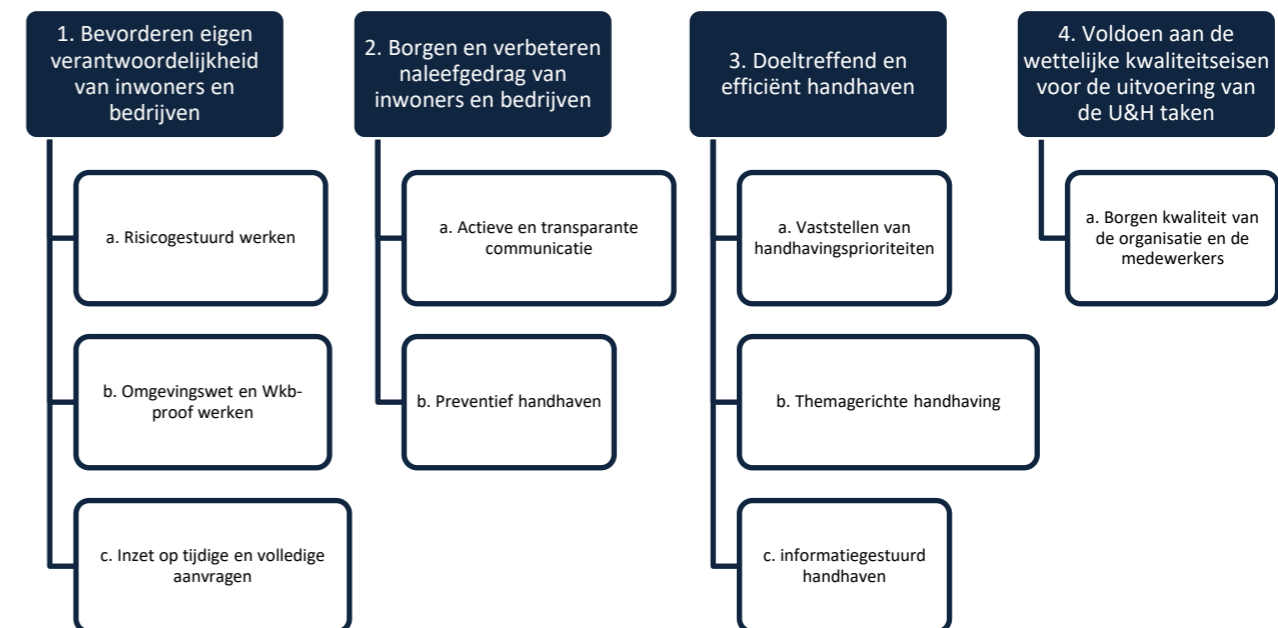 1. Bevorderen eigen
verantwoordelijkheid
van inwoners en
bedrijven
a. Risicogestuurd werken
b. Omgevingswet en Wkb-
proof werken
c. Inzet op tijdige en volledige
aanvragen
2. Borgen en verbeteren
naleefgedrag van
inwoners en bedrijven
a. Actieve en transparante
communicatie
b. Preventief handhaven
3. Doeltreffend en
efficiënt handhaven
a. Vaststellen van
handhavingsprioriteiten
b. Themagerichte handhaving
c. informatiegestuurd
handhaven
4. Voldoen aan de
wettelijke kwaliteitseisen
voor de uitvoering van
de U&H taken
a. Borgen kwaliteit van
de organisatie en de
medewerkers